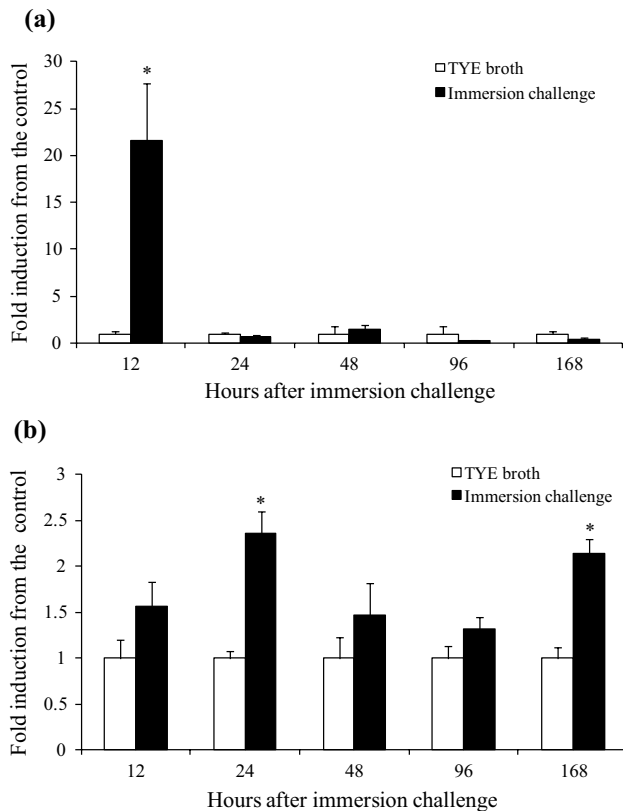 (a)
30
25
20
15
10
5
0
Fold induction from the control
*
TYE broth
Immersion challenge
12 24 48 96 168
Hours after immersion challenge
(b)
3
2.5
2
1.5
1
0.5
0
Fold induction from the control
TYE broth
Immersion challenge
*
*
12 24 48 96 168
Hours after immersion challenge